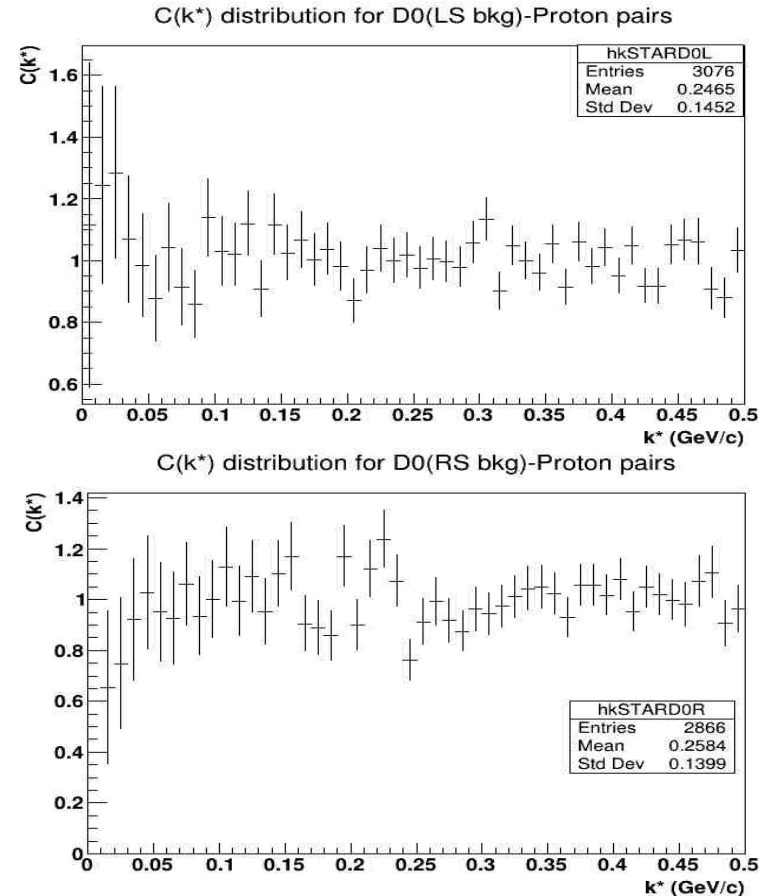 C(k*) distribution for D0(LS bkg)-Proton pairs
C(k*)
hkSTARD0L
Entries 3076
Mean 0.2465
Std Dev 0.1452
1.6
1.4
1.2
1
0.8
0.6
0 0.05 0.1 0.15 0.2 0.25 0.3 0.35 0.4 0.45 0.5
k* (GeV/c)
C(k*) distribution for D0(RS bkg)-Proton pairs
C(k*)
1.4
1.2
1
0.8
0.6
0.4
0.2
0
hkSTARD0R
Entries 2866
Mean 0.2584
Std Dev 0.1399
0 0.05 0.1 0.15 0.2 0.25 0.3 0.35 0.4 0.45 0.5
k* (GeV/c)